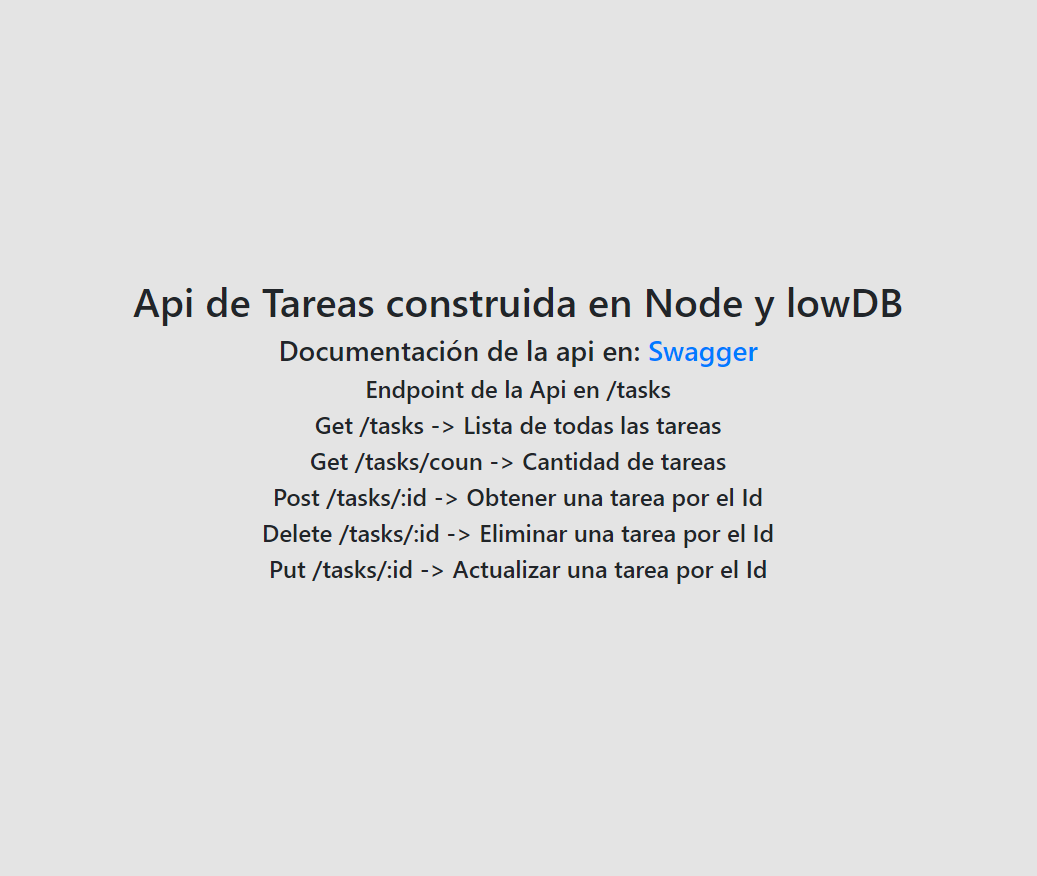 Api de Tareas construida en Node y lowDB
Documentación de la api en: Swagger
Endpoint de la Api en /tasks
Get /tasks -> Lista de todas las tareas
Get /tasks/coun -> Cantidad de tareas
Post /tasks/:id -> Obtener una tarea por el Id
Delete /tasks/:id -> Eliminar una tarea por el Id
Put /tasks/:id -> Actualizar una tarea por el Id